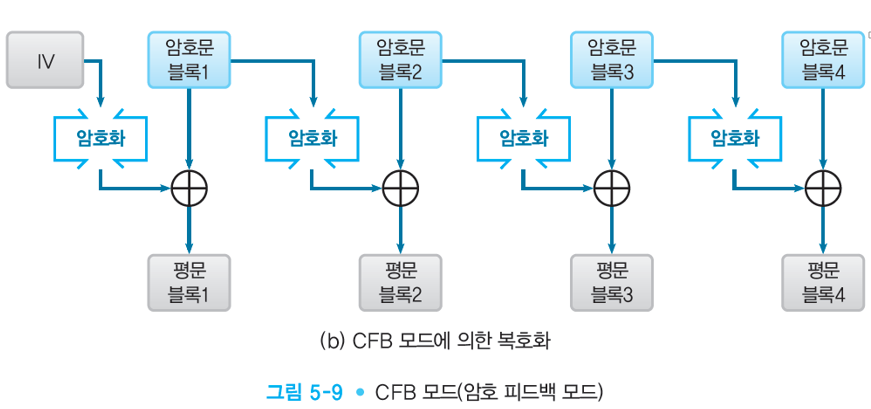 IV
암호문
블록1
암호문
블록2
암호문
블록3
암호문
블록4
암호화
암호화
암호화
암호화
평문
블록1
평문
블록2
평문
블록3
평문
블록4
(b) CFB 모드에 의한 복호화
그림 5-9 • CFB 모드(암호 피드백 모드)